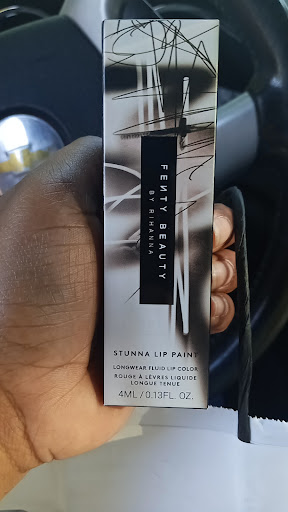 FENTY BEAUTY
BY RIHANNA
STUNNA LIP PAINT
LONGWEAR FLUID LIP COLOR
ROUGE À LÈVRES LIQUIDE
LONGUE TENUE
4ML / 0.13FL. OZ.